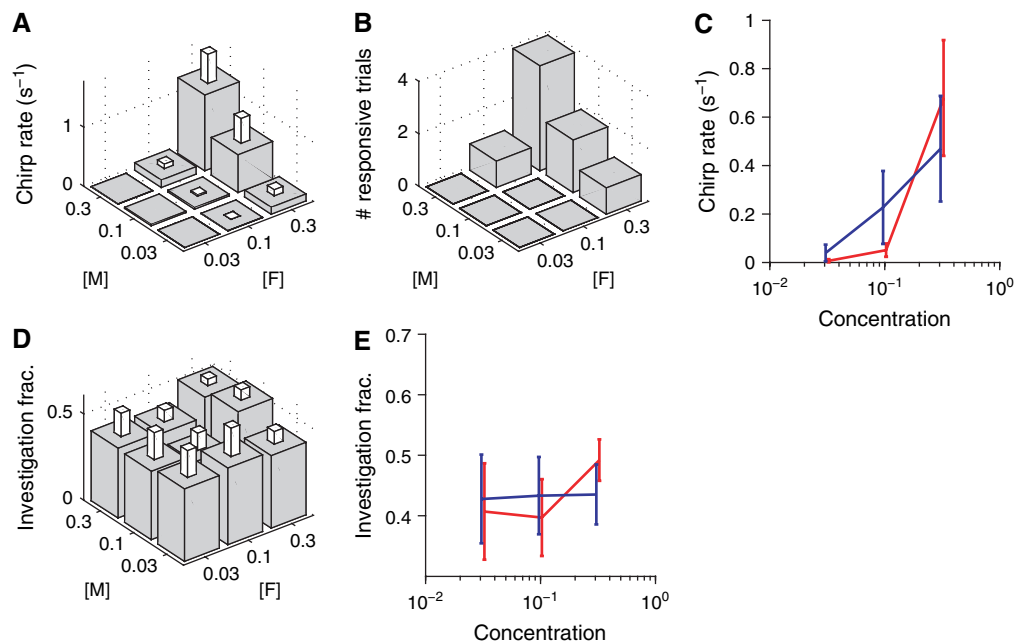 A
Chirp rate (s⁻¹)
1
0
0.3
0.1
0.03
[M]
0.03
0.1
0.3
[F]
B
# responsive trials
4
2
0
0.3
0.1
0.03
[M]
0.03
0.1
0.3
[F]
C
Chirp rate (s⁻¹)
1
0.8
0.6
0.4
0.2
0
10⁻² 10⁻¹ 10⁰
Concentration
D
Investigation frac.
0.5
0
0.3
0.1
0.03
[M]
0.03
0.1
0.3
[F]
E
Investigation frac.
0.7
0.6
0.5
0.4
10⁻² 10⁻¹ 10⁰
Concentration